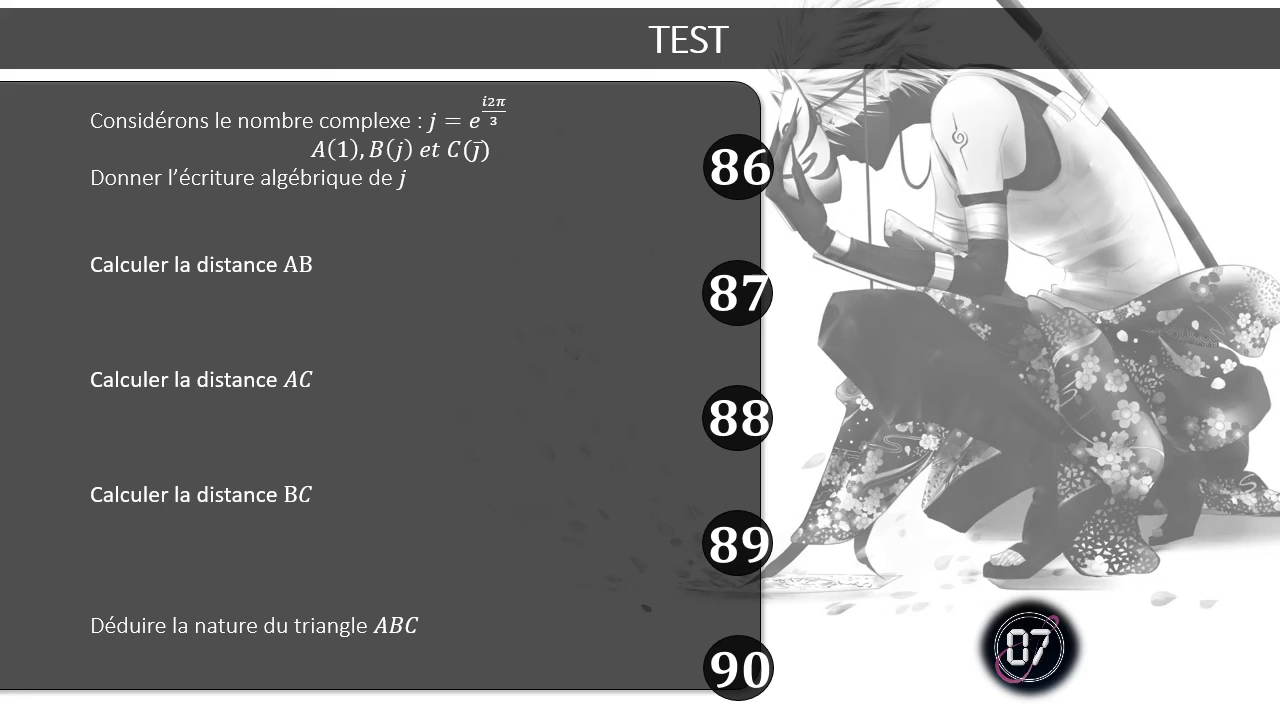 TEST
Considérons le nombre complexe : j = e^(i2π/3)
A(1), B(j) et C(j̅)
Donner l'écriture algébrique de j
86
Calculer la distance AB
87
Calculer la distance AC
88
Calculer la distance BC
89
Déduire la nature du triangle ABC
90
07